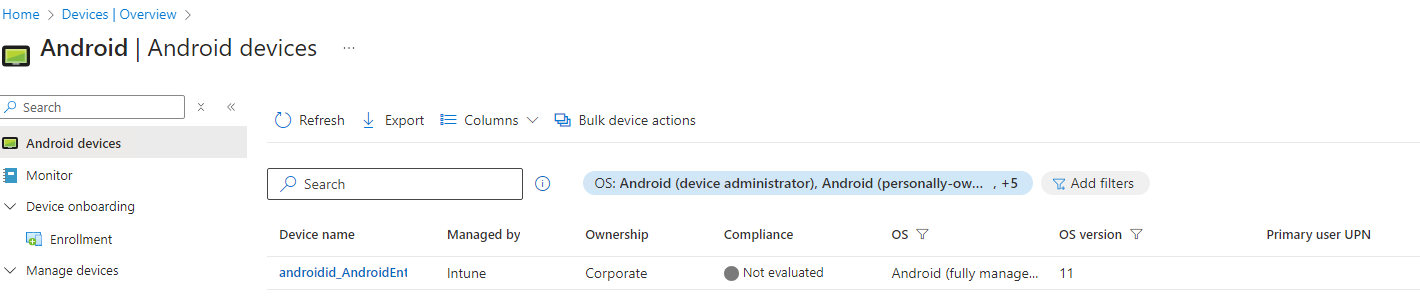 Home > Devices | Overview >
Android | Android devices ...
Search
Refresh Export Columns Bulk device actions
Android devices
Monitor
Device onboarding
Enrollment
Manage devices
Search
OS: Android (device administrator), Android (personally-ow... , +5
Add filters
Device name Managed by Ownership Compliance OS OS version Primary user UPN
androidid_AndroidEnt Intune Corporate Not evaluated Android (fully manage... 11